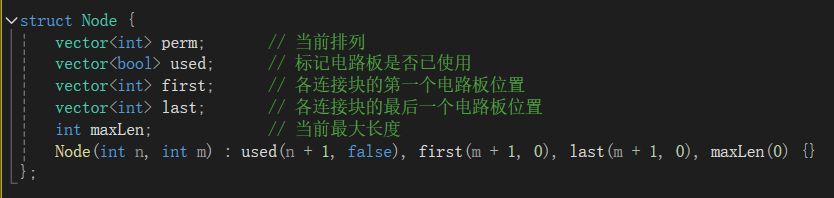 struct Node {
vector<int> perm; // 当前排列
vector<bool> used; // 标记电路板是否已使用
vector<int> first; // 各连接块的第一个电路板位置
vector<int> last; // 各连接块的最后一个电路板位置
int maxLen; // 当前最大长度
Node(int n, int m) : used(n + 1, false), first(m + 1, 0), last(m + 1, 0), maxLen(0) {}
};